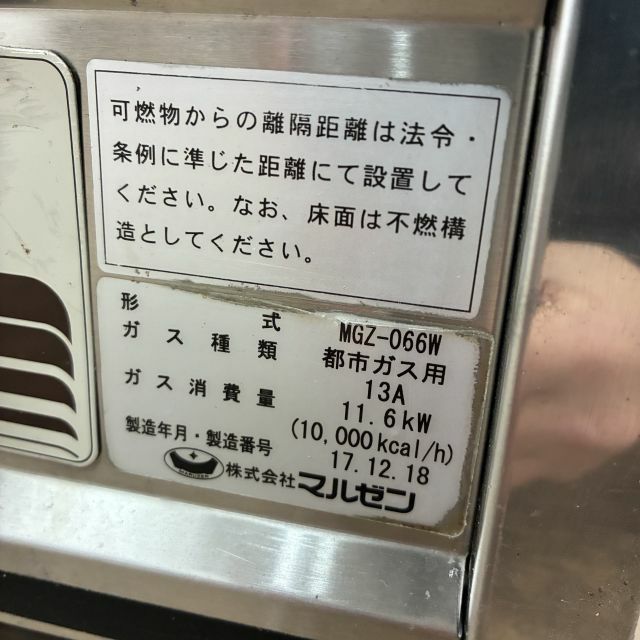 可燃物からの離隔距離は法令・
条例に準じた距離にて設置して
ください。なお、床面は不燃構
造としてください。
形式 MGZ-066W
ガス種類 都市ガス用
13A
ガス消費量 11.6kW
(10,000kcal/h)
製造年月・製造番号 17.12.18
株式会社マルゼン